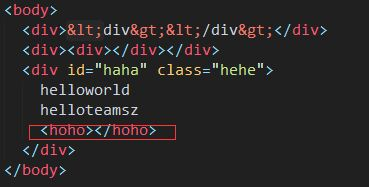 <body>
<div>&lt;div&gt;&lt;/div&gt;</div>
<div><div></div></div>
<div id="haha" class="hehe">
helloworld
helloteamsz
<hoho></hoho>
</div>
</body>